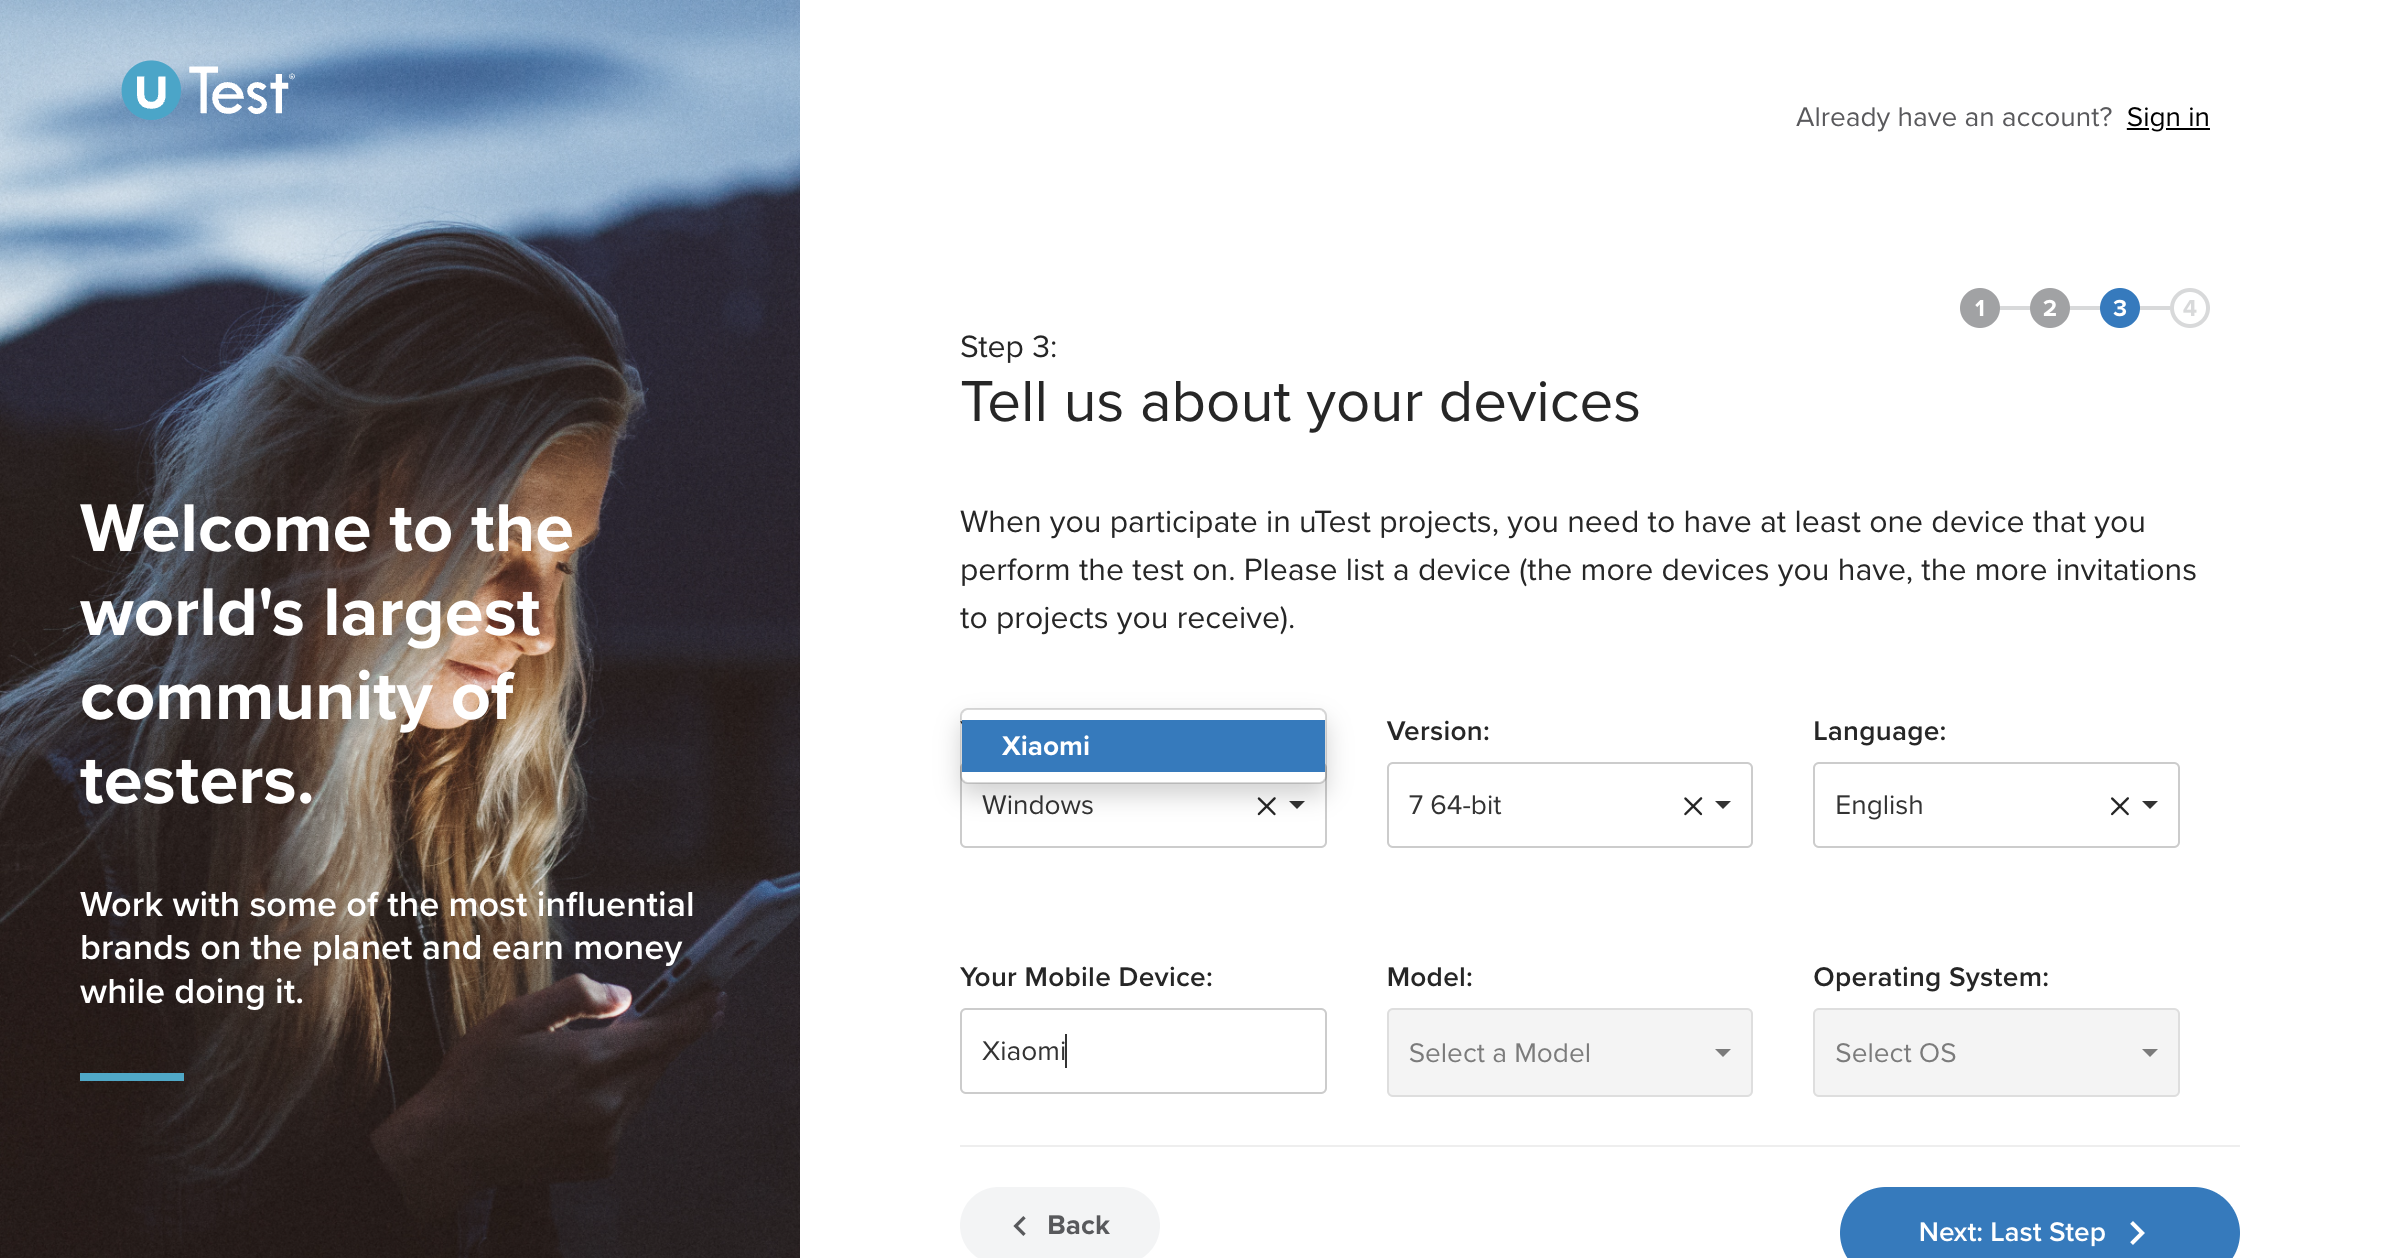 U Test®
Welcome to the
world's largest
community of
testers.
Work with some of the most influential
brands on the planet and earn money
while doing it.
Already have an account? Sign in
1 2 3 4
Step 3:
Tell us about your devices
When you participate in uTest projects, you need to have at least one device that you
perform the test on. Please list a device (the more devices you have, the more invitations
to projects you receive).
Xiaomi
Version:
Language:
Windows
7 64-bit
English
Your Mobile Device:
Model:
Operating System:
Xiaomi
Select a Model
Select OS
Back
Next: Last Step